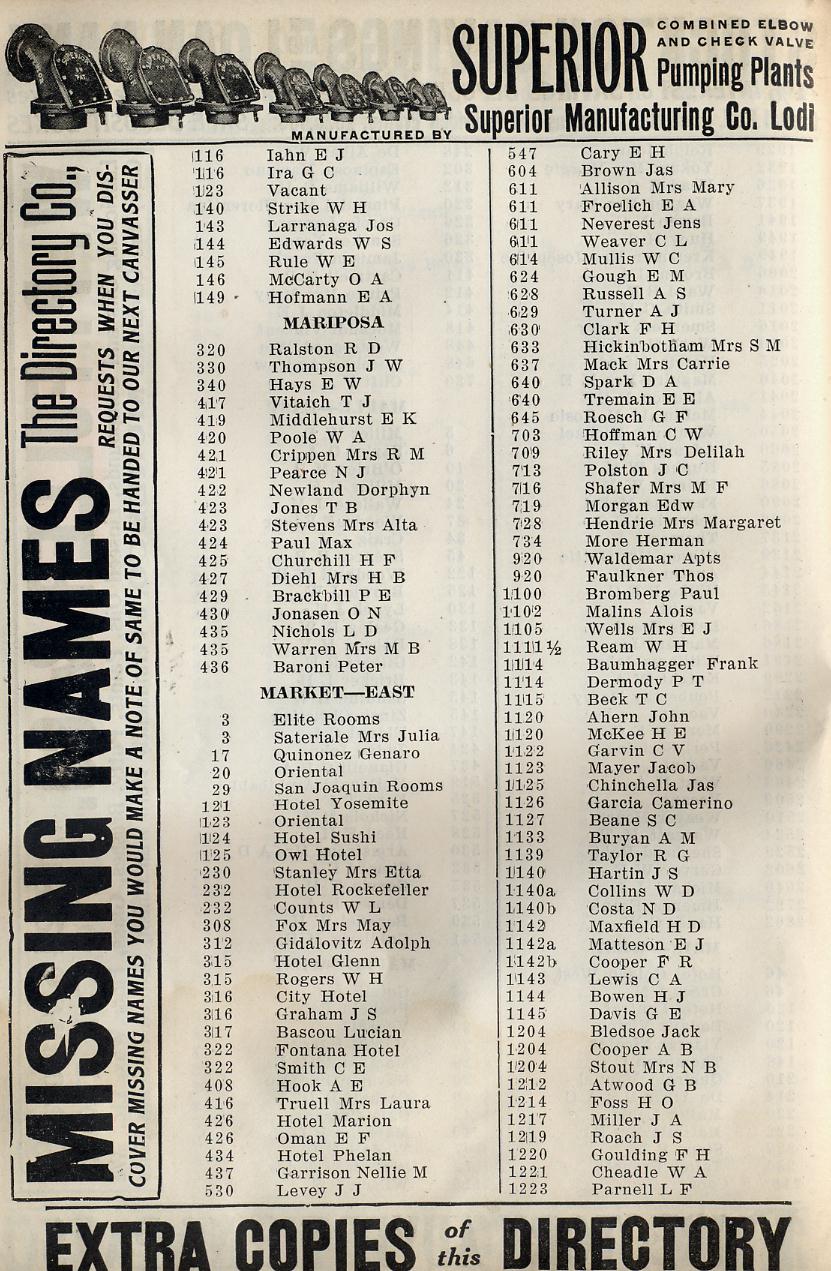 SUPERIOR
COMBINED ELBOW
AND CHECK VALVE
Pumping Plants
MANUFACTURED BY Superior Manufacturing Co. Lodi
MISSING NAMES The Directory Co.,
REQUESTS WHEN YOU DIS-
COVER MISSING NAMES YOU WOULD MAKE A NOTE OF SAME TO BE HANDED TO OUR NEXT CANVASSER
116 Iahn E J
116 Ira G C
123 Vacant
140 Strike W H
143 Larranaga Jos
144 Edwards W S
145 Rule W E
146 McCarty O A
149 Hofmann E A
MARIPOSA
320 Ralston R D
330 Thompson J W
340 Hays E W
417 Vitaich T J
419 Middlehurst E K
420 Poole W A
421 Crippen Mrs R M
421 Pearce N J
422 Newland Dorphyn
423 Jones T B
423 Stevens Mrs Alta
424 Paul Max
425 Churchill H F
427 Diehl Mrs H B
429 Brackbill P E
430 Jonasen O N
435 Nichols L D
435 Warren Mrs M B
436 Baroni Peter
MARKET—EAST
3 Elite Rooms
3 Sateriale Mrs Julia
17 Quinonez Genaro
20 Oriental
29 San Joaquin Rooms
121 Hotel Yosemite
123 Oriental
124 Hotel Sushi
125 Owl Hotel
230 Stanley Mrs Etta
232 Hotel Rockefeller
232 Counts W L
308 Fox Mrs May
312 Gidalovitz Adolph
315 Hotel Glenn
315 Rogers W H
316 City Hotel
316 Graham J S
317 Bascou Lucian
322 Fontana Hotel
322 Smith C E
408 Hook A E
416 Truell Mrs Laura
426 Hotel Marion
426 Oman E F
434 Hotel Phelan
437 Garrison Nellie M
530 Levey J J
547 Cary E H
604 Brown Jas
611 Allison Mrs Mary
611 Froelich E A
611 Neverest Jens
611 Weaver C L
614 Mullis W C
624 Gough E M
628 Russell A S
629 Turner A J
630 Clark F H
633 Hickinbotham Mrs S M
637 Mack Mrs Carrie
640 Spark D A
640 Tremain E E
645 Roesch G F
703 Hoffman C W
709 Riley Mrs Delilah
713 Polston J C
716 Shafer Mrs M F
719 Morgan Edw
728 Hendrie Mrs Margaret
734 More Herman
920 Waldemar Apts
920 Faulkner Thos
1100 Bromberg Paul
1102 Malins Alois
1105 Wells Mrs E J
1111½ Ream W H
1114 Baumhagger Frank
1114 Dermody P T
1115 Beck T C
1120 Ahern John
1120 McKee H E
1122 Garvin C V
1123 Mayer Jacob
1125 Chinchella Jas
1126 Garcia Camerino
1127 Beane S C
1133 Buryan A M
1139 Taylor R G
1140 Hartin J S
1140a Collins W D
1140b Costa N D
1142 Maxfield H D
1142a Matteson E J
1142b Cooper F R
1143 Lewis C A
1144 Bowen H J
1145 Davis G E
1204 Bledsoe Jack
1204 Cooper A B
1204 Stout Mrs N B
1212 Atwood G B
1214 Foss H O
1217 Miller J A
1219 Roach J S
1220 Goulding F H
1221 Cheadle W A
1223 Parnell L F
EXTRA COPIES of this DIRECTORY